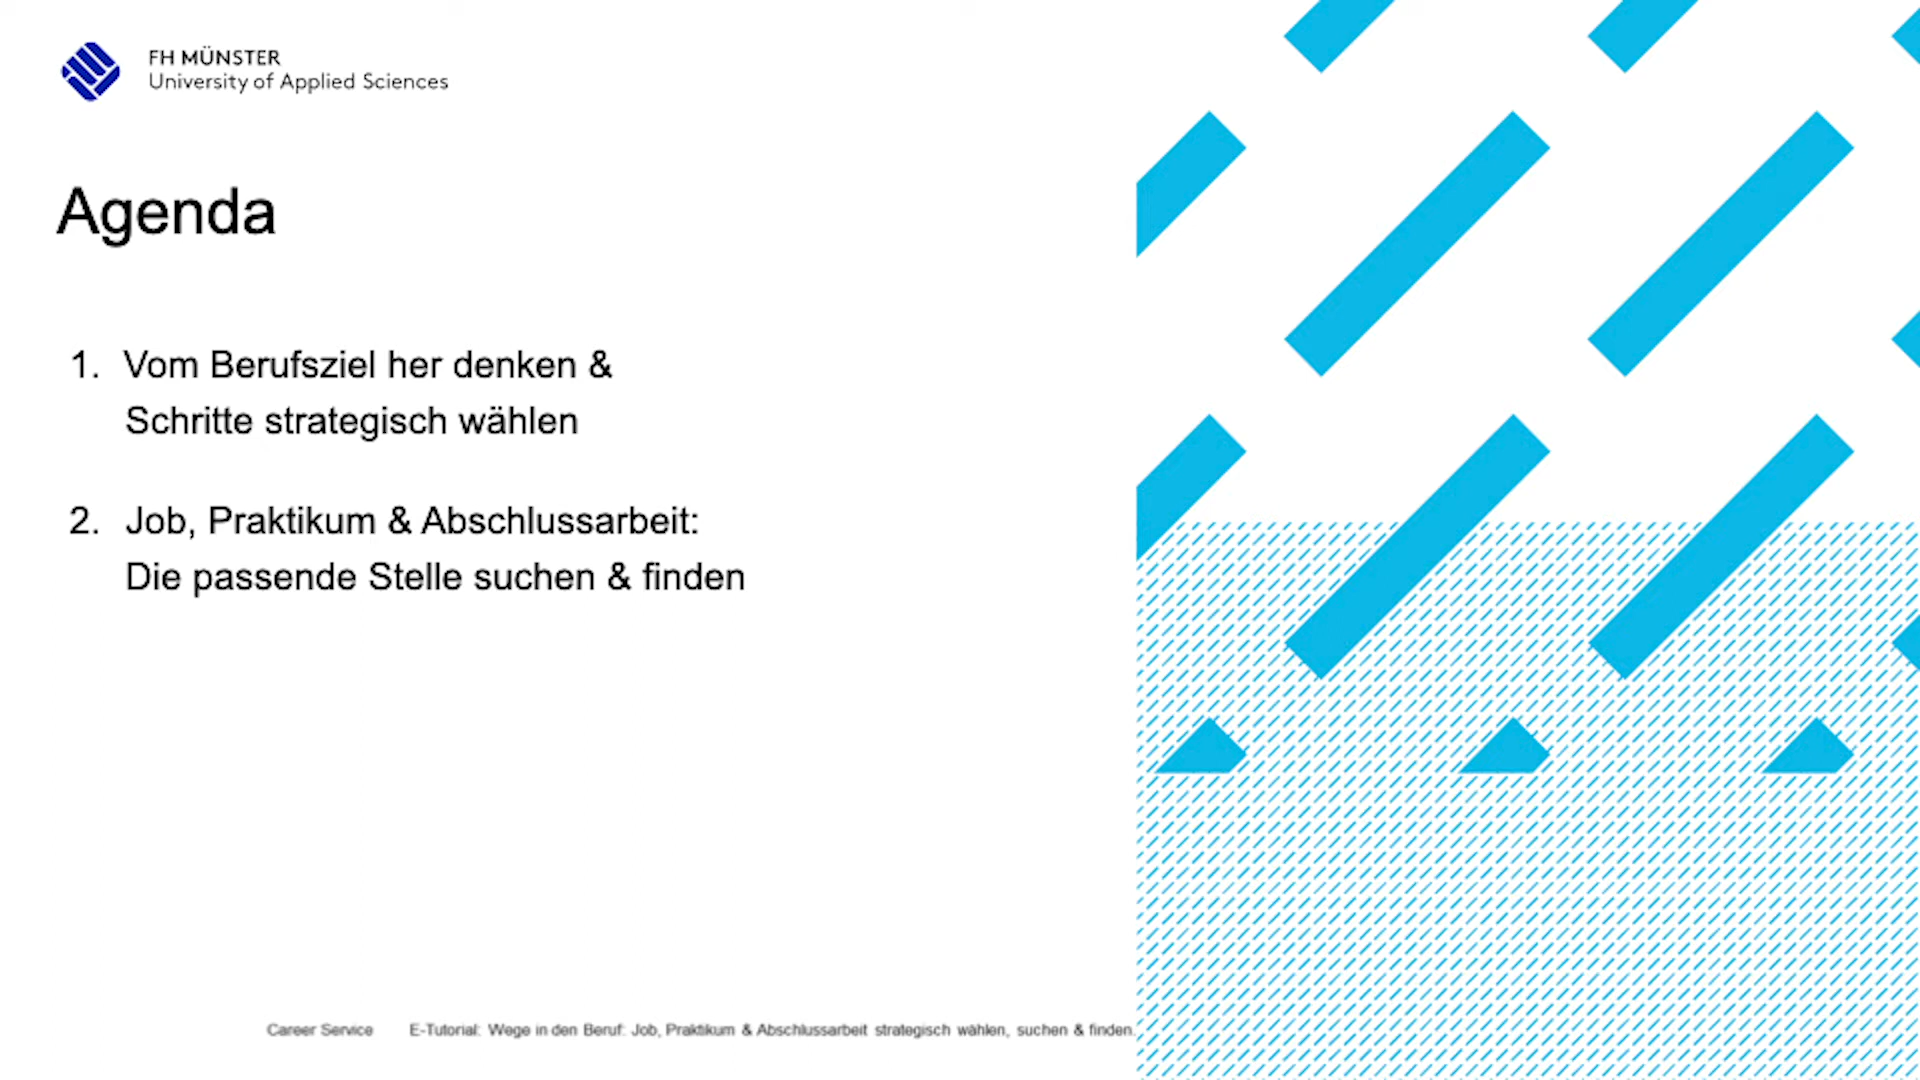 FH MÜNSTER
University of Applied Sciences
Agenda
1. Vom Berufsziel her denken &
Schritte strategisch wählen
2. Job, Praktikum & Abschlussarbeit:
Die passende Stelle suchen & finden
Career Service E-Tutorial: Wege in den Beruf: Job, Praktikum & Abschlussarbeit strategisch wählen, suchen & finden.